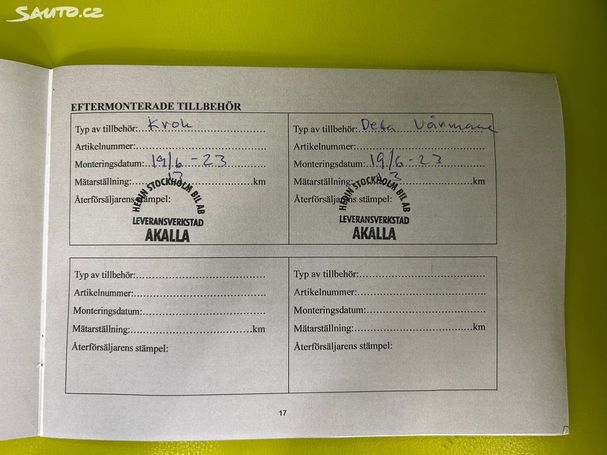 SAUTO.CZ
EFTERMONTERADE TILLBEHÖR
Typ av tillbehör: Krok
Artikelnummer:
Monteringsdatum: 19/6-23
Mätarställning: 13 km
Återförsäljarens stämpel:
HEDIN STOCKHOLM BIL AB
LEVERANSVERKSTAD
AKALLA
Typ av tillbehör: Defa Värmare
Artikelnummer:
Monteringsdatum: 19/6-23
Mätarställning: 13 km
Återförsäljarens stämpel:
HEDIN STOCKHOLM BIL AB
LEVERANSVERKSTAD
AKALLA
Typ av tillbehör:
Artikelnummer:
Monteringsdatum:
Mätarställning: km
Återförsäljarens stämpel:
Typ av tillbehör:
Artikelnummer:
Monteringsdatum:
Mätarställning: km
Återförsäljarens stämpel:
17